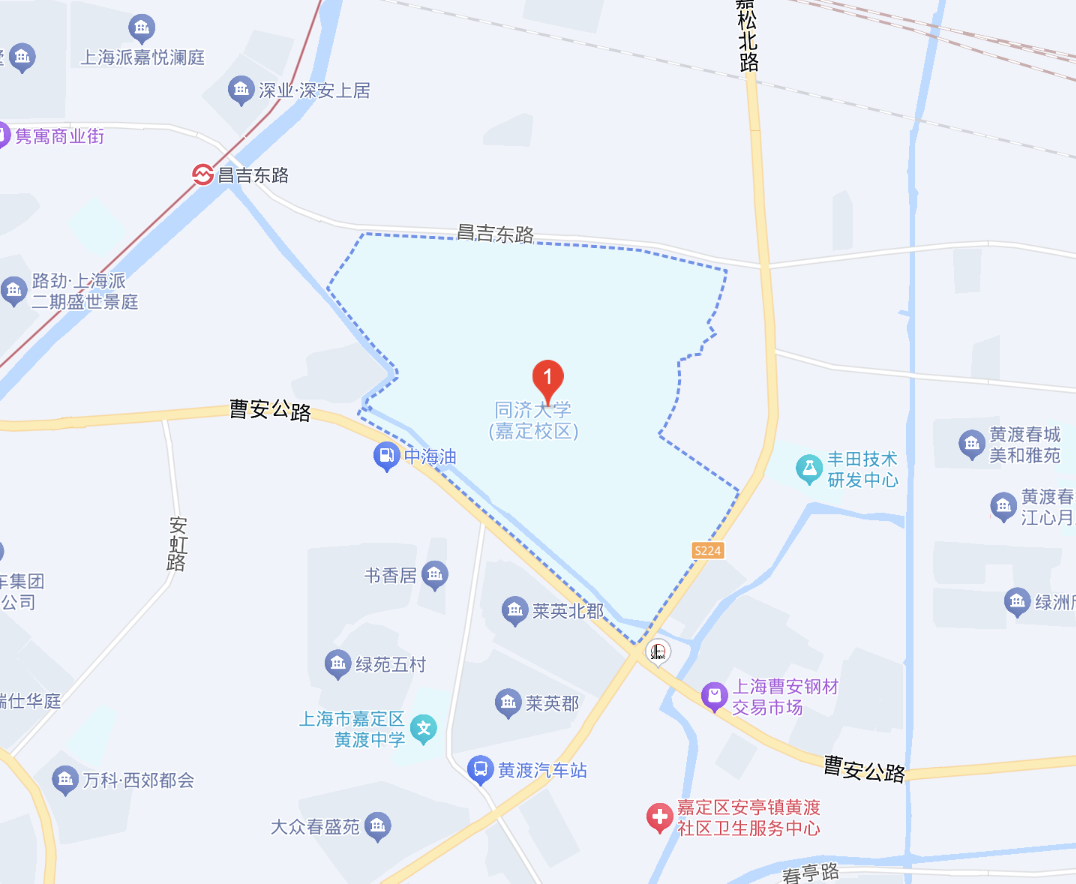 嘉松北路
上海派嘉悦澜庭
深业·深安上居
隽寓商业街
昌吉东路
昌吉东路
路劲·上海派
二期盛世景庭
1
同济大学
(嘉定校区)
曹安公路
中海油
丰田技术
研发中心
黄渡春城
美和雅苑
黄渡春
江心月
安虹路
S224
车集团
公司
书香居
莱英北郡
绿洲
绿苑五村
瑞仕华庭
莱英郡
上海曹安钢材
交易市场
上海市嘉定区
黄渡中学
黄渡汽车站
曹安公路
万科·西郊都会
大众春盛苑
嘉定区安亭镇黄渡
社区卫生服务中心
春亭路